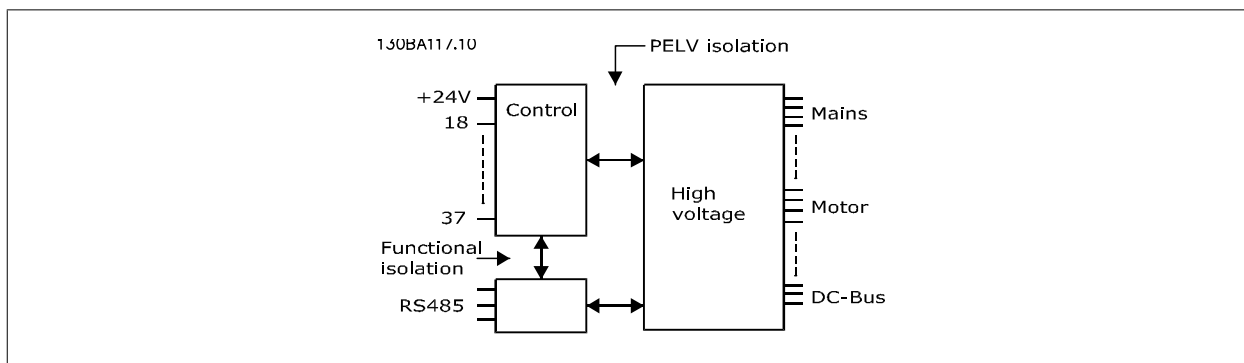 130BA117.10
PELV isolation
+24V
Control
18
Mains
High
voltage
37
Motor
Functional
isolation
RS485
DC-Bus